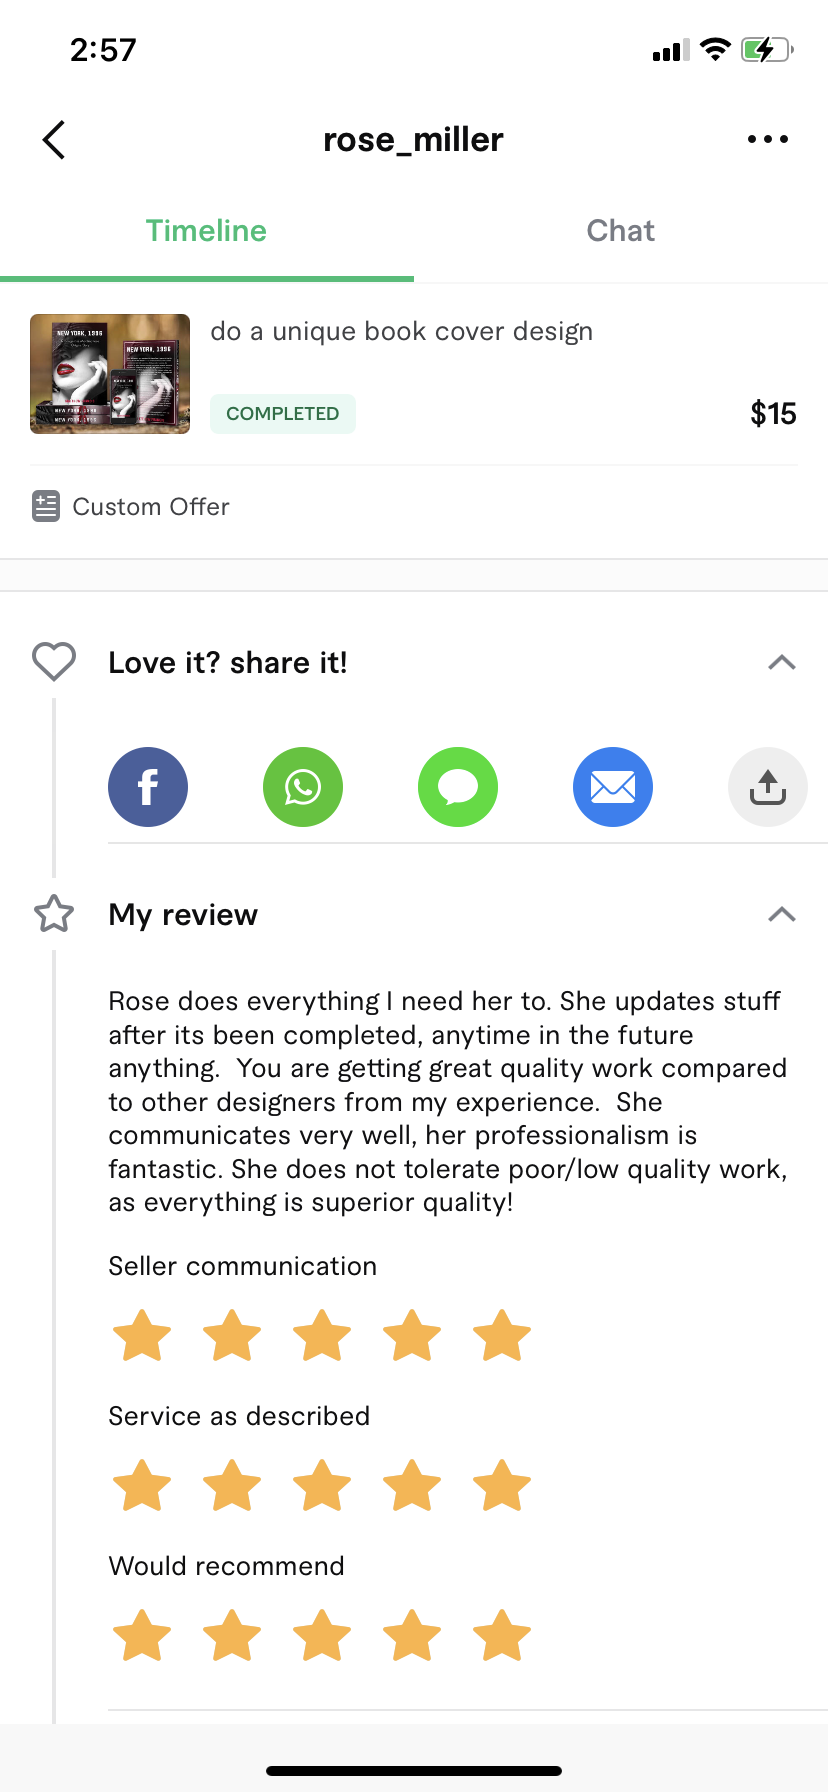 2:57
rose_miller
Timeline
Chat
do a unique book cover design
NEW YORK, 1996
NEW YORK, 1996
COMPLETED
$15
Custom Offer
Love it? share it!
f
My review
Rose does everything I need her to. She updates stuff
after its been completed, anytime in the future
anything.  You are getting great quality work compared
to other designers from my experience.  She
communicates very well, her professionalism is
fantastic. She does not tolerate poor/low quality work,
as everything is superior quality!
Seller communication
Service as described
Would recommend